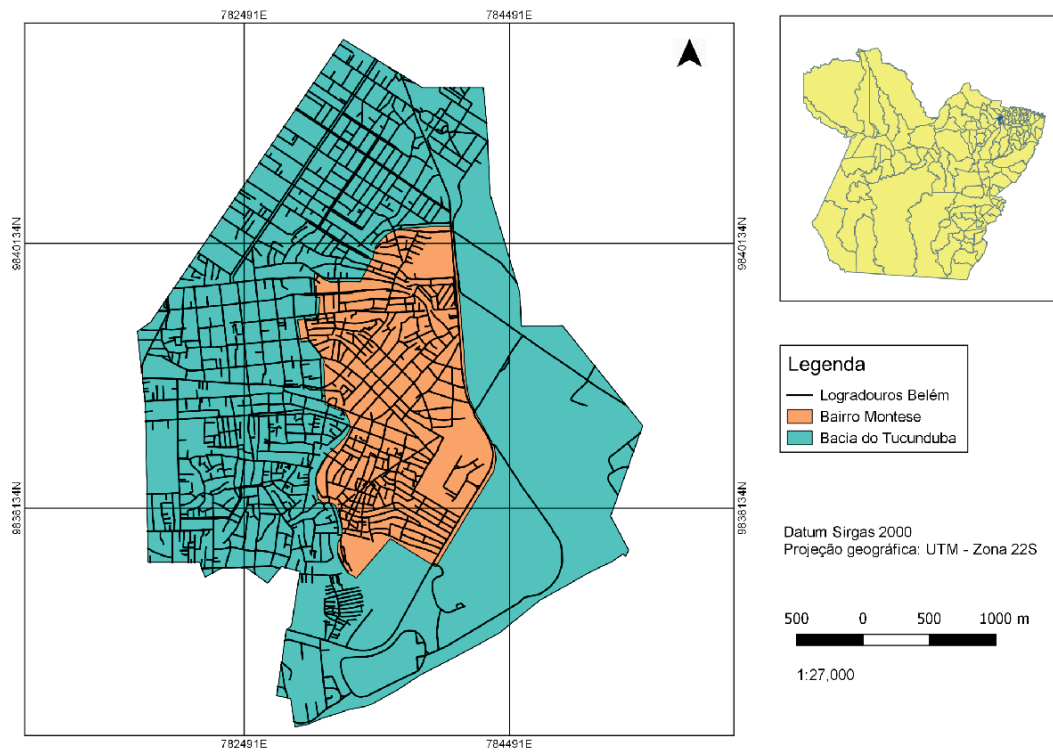 782491E
784491E
9840134N
9840134N
9838134N
9838134N
782491E
784491E
Legenda
Logradouros Belém
Bairro Montese
Bacia do Tucunduba
Datum Sirgas 2000
Projeção geográfica: UTM - Zona 22S
500 0 500 1000 m
1:27,000